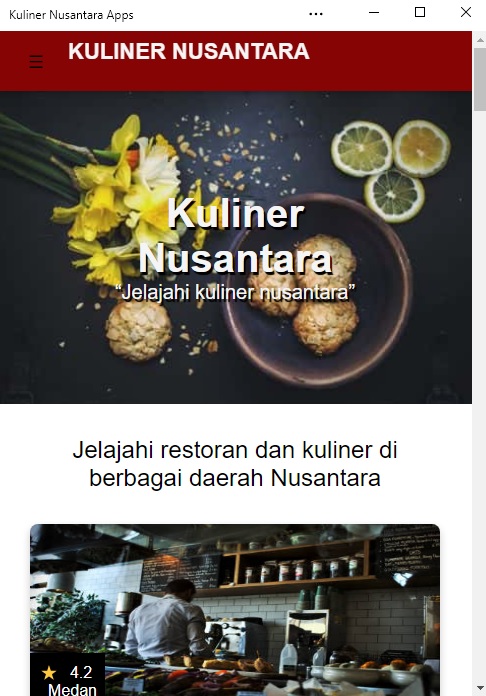 Kuliner Nusantara Apps
KULINER NUSANTARA
Kuliner
Nusantara
“Jelajahi kuliner nusantara”
Jelajahi restoran dan kuliner di
berbagai daerah Nusantara
4.2
Medan